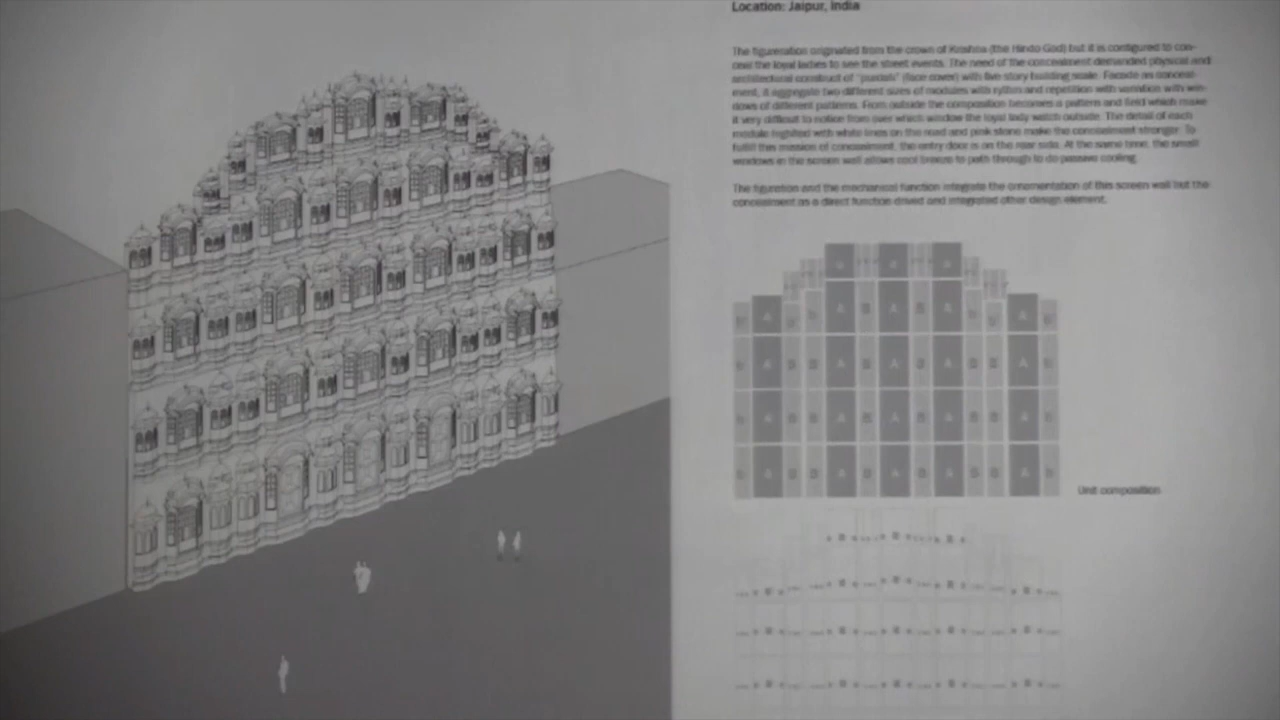 Location: Jaipur, India
The figureration originated from the crown of Krishna (the Hindo God) but it is configured to con-
ceal the loyal ladies to see the street events. The need of the concealment demanded physical and
architectural construct of "purdah" (face cover) with five story building scale. Facade as conceal-
ment, it aggregate two different sizes of modules with rythm and repetition with variation with win-
dows of different patterns. From outside the composition becomes a pattern and field which make
it very difficult to notice from over which window the loyal lady watch outside. The detail of each
module highlited with white lines on the road and pink stone make the concealment stronger. To
fulfill this mission of concealment, the entry door is on the rear side. At the same time, the small
windows in the screen wall allows cool breeze to path through to do passive cooling.
The figuration and the mechanical function integrate the ornamentation of this screen wall but the
concealment as a direct function drived and integrated other design element.
A A
A B A B A A
A B B A B A B A B B A
A B B A B A B A B B A
A B B A B A B A B B A
Unit composition